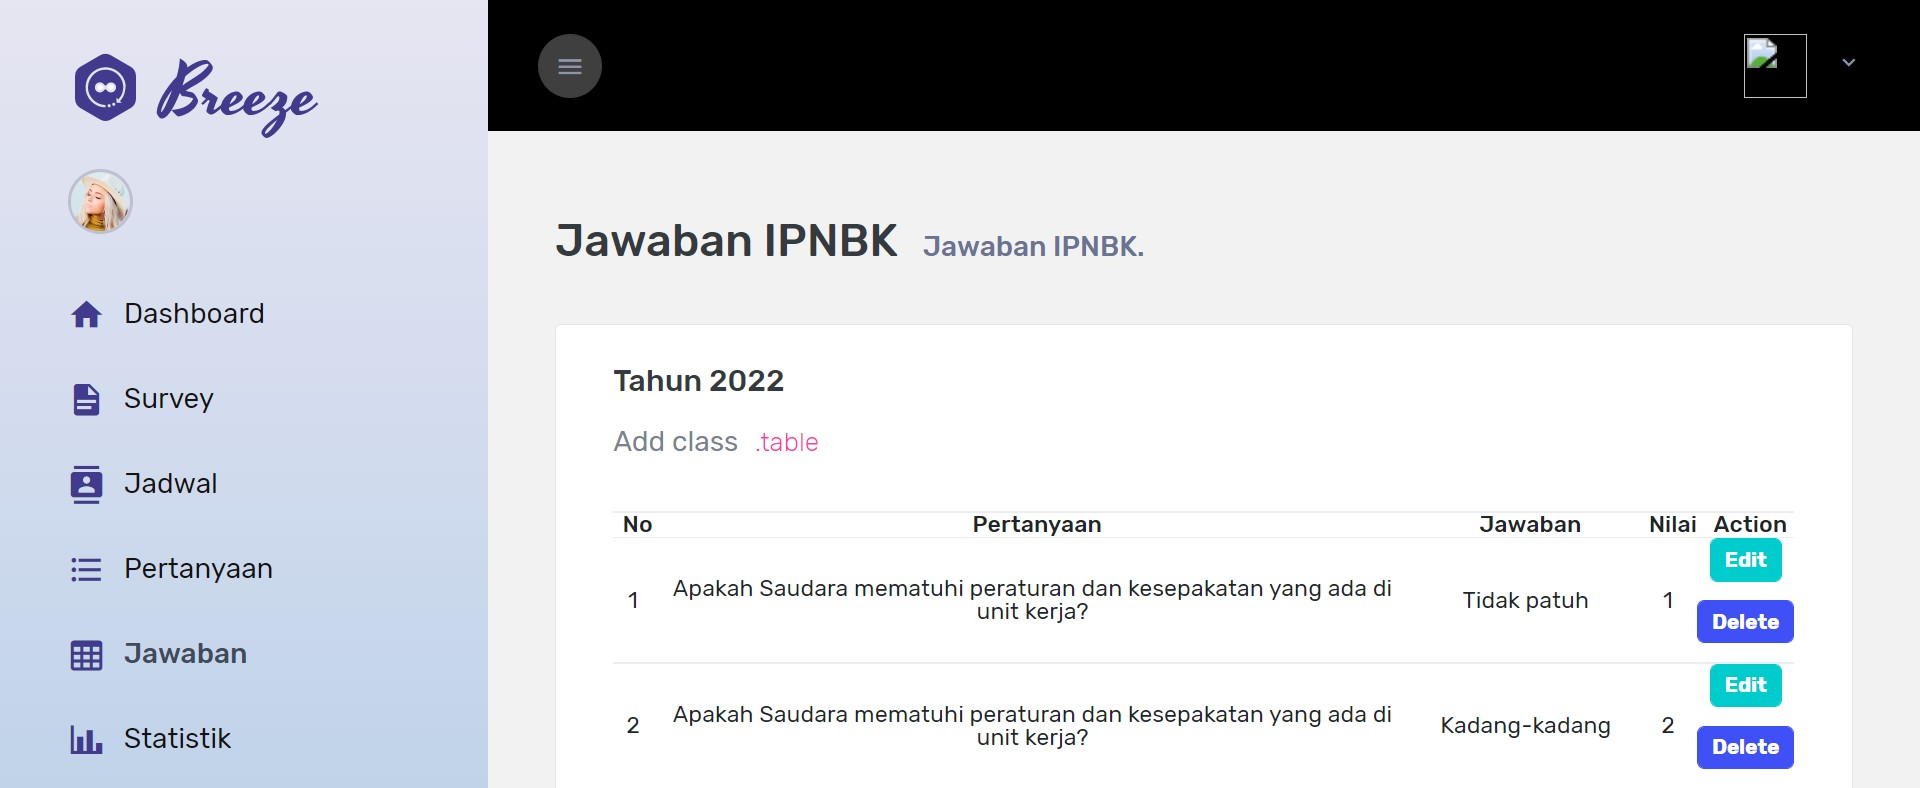 Breeze
Dashboard
Survey
Jadwal
Pertanyaan
Jawaban
Statistik
Jawaban IPNBK Jawaban IPNBK.
Tahun 2022
Add class .table
No Pertanyaan Jawaban Nilai Action
1 Apakah Saudara mematuhi peraturan dan kesepakatan yang ada di
unit kerja? Tidak patuh 1 Edit
Delete
2 Apakah Saudara mematuhi peraturan dan kesepakatan yang ada di
unit kerja? Kadang-kadang 2 Edit
Delete